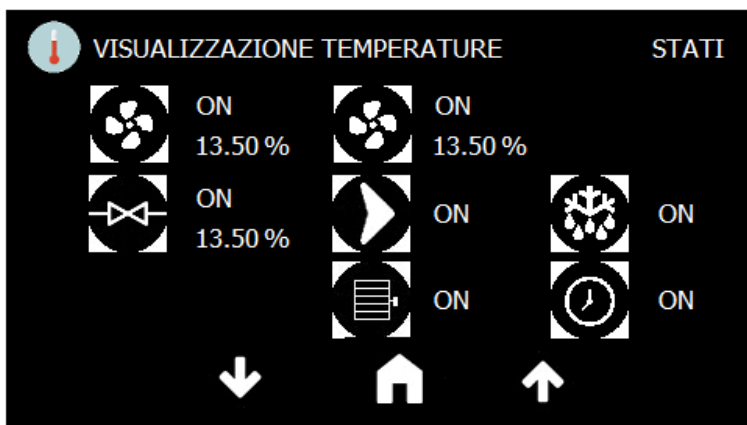 VISUALIZZAZIONE TEMPERATURE STATI
ON ON
13.50 % 13.50 %
ON ON ON
13.50 %
ON ON